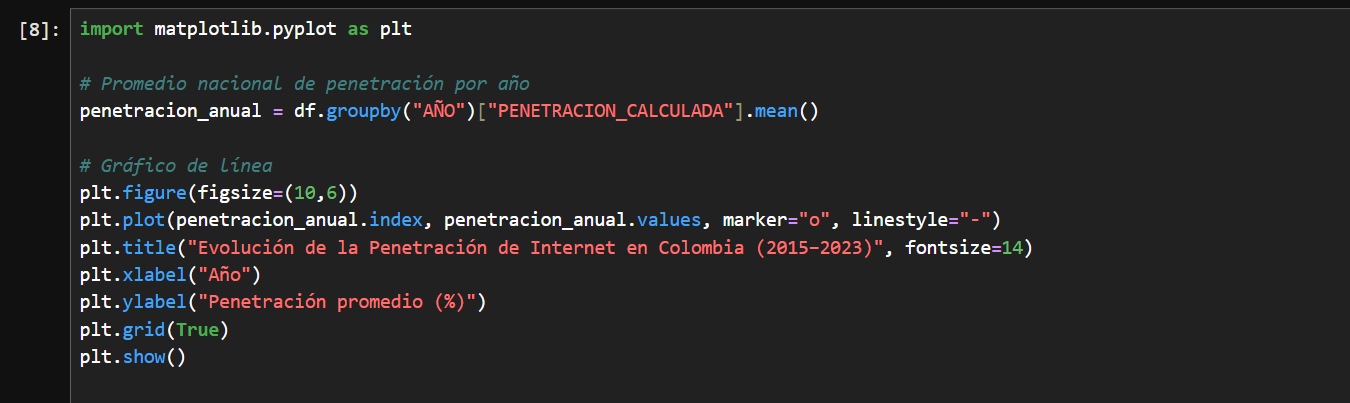 [8]: import matplotlib.pyplot as plt
# Promedio nacional de penetración por año
penetracion_anual = df.groupby("AÑO")["PENETRACION_CALCULADA"].mean()
# Gráfico de línea
plt.figure(figsize=(10,6))
plt.plot(penetracion_anual.index, penetracion_anual.values, marker="o", linestyle="-")
plt.title("Evolución de la Penetración de Internet en Colombia (2015–2023)", fontsize=14)
plt.xlabel("Año")
plt.ylabel("Penetración promedio (%)")
plt.grid(True)
plt.show()